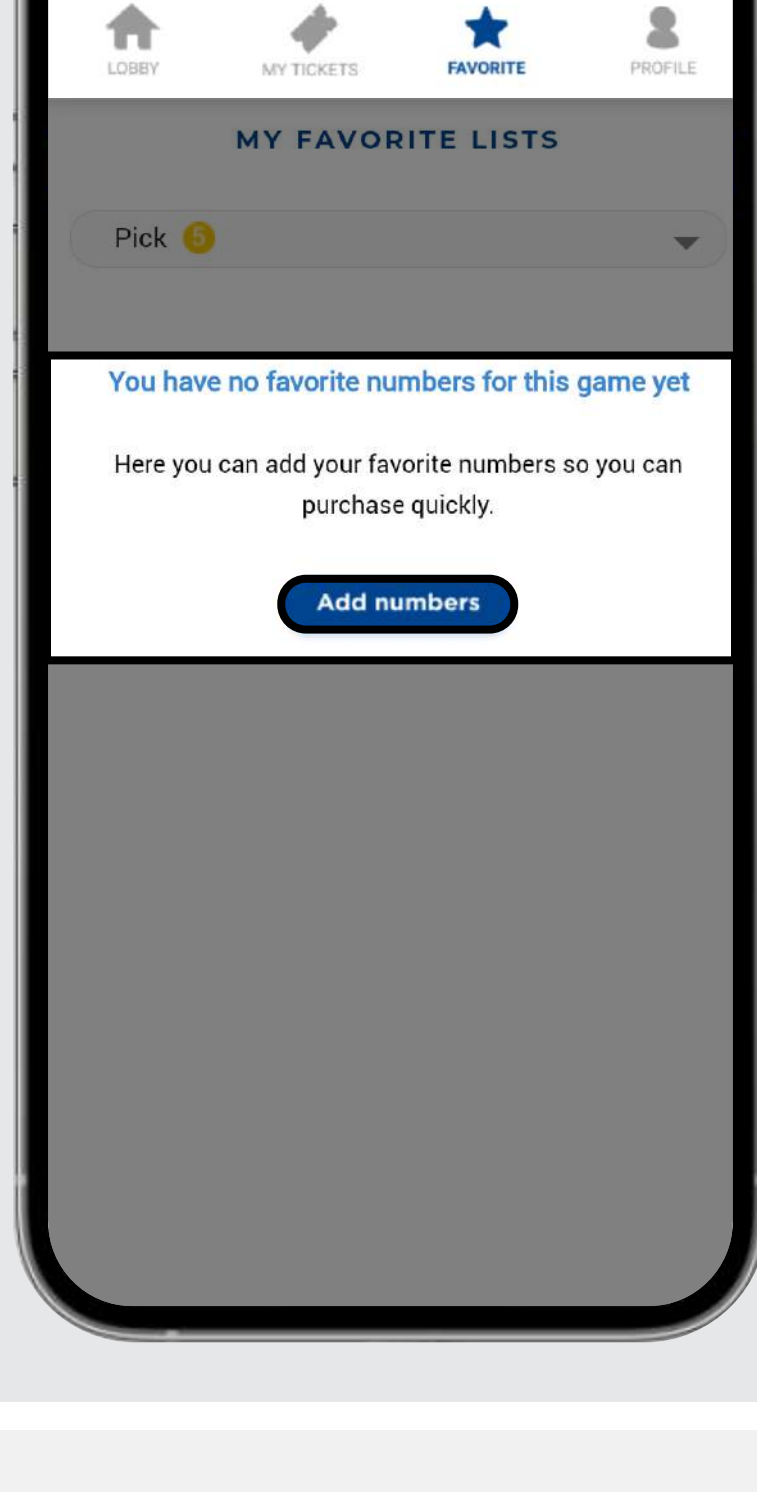 LOBBY MY TICKETS FAVORITE PROFILE
MY FAVORITE LISTS
Pick 5
You have no favorite numbers for this game yet
Here you can add your favorite numbers so you can
purchase quickly.
Add numbers